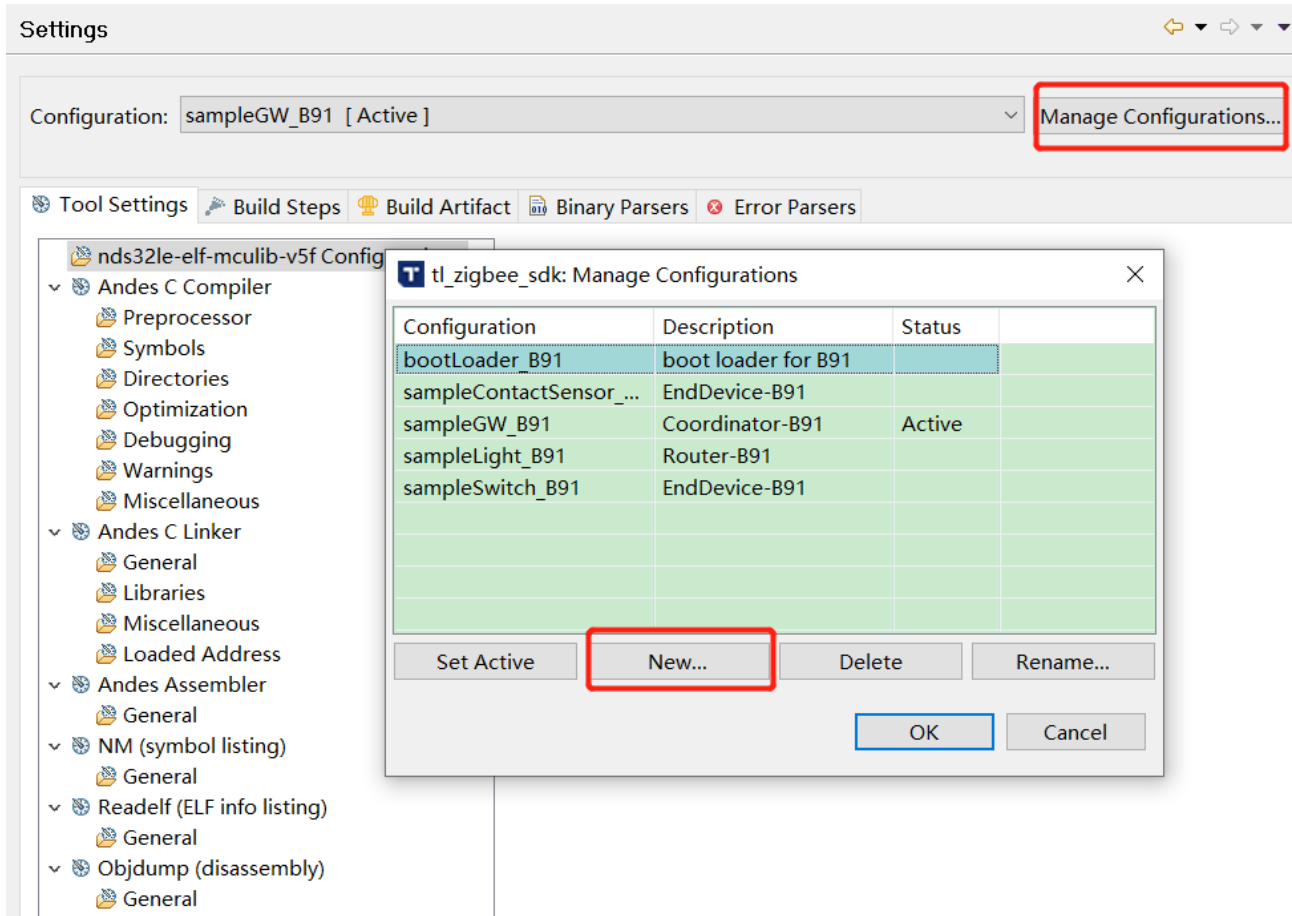 Settings
Configuration: sampleGW_B91 [ Active ] Manage Configurations...
Tool Settings Build Steps Build Artifact Binary Parsers Error Parsers
nds32le-elf-mculib-v5f Config
Andes C Compiler
Preprocessor
Symbols
Directories
Optimization
Debugging
Warnings
Miscellaneous
Andes C Linker
General
Libraries
Miscellaneous
Loaded Address
Andes Assembler
General
NM (symbol listing)
General
Readelf (ELF info listing)
General
Objdump (disassembly)
General
tl_zigbee_sdk: Manage Configurations
Configuration Description Status
bootLoader_B91 boot loader for B91
sampleContactSensor_... EndDevice-B91
sampleGW_B91 Coordinator-B91 Active
sampleLight_B91 Router-B91
sampleSwitch_B91 EndDevice-B91
Set Active New... Delete Rename...
OK Cancel